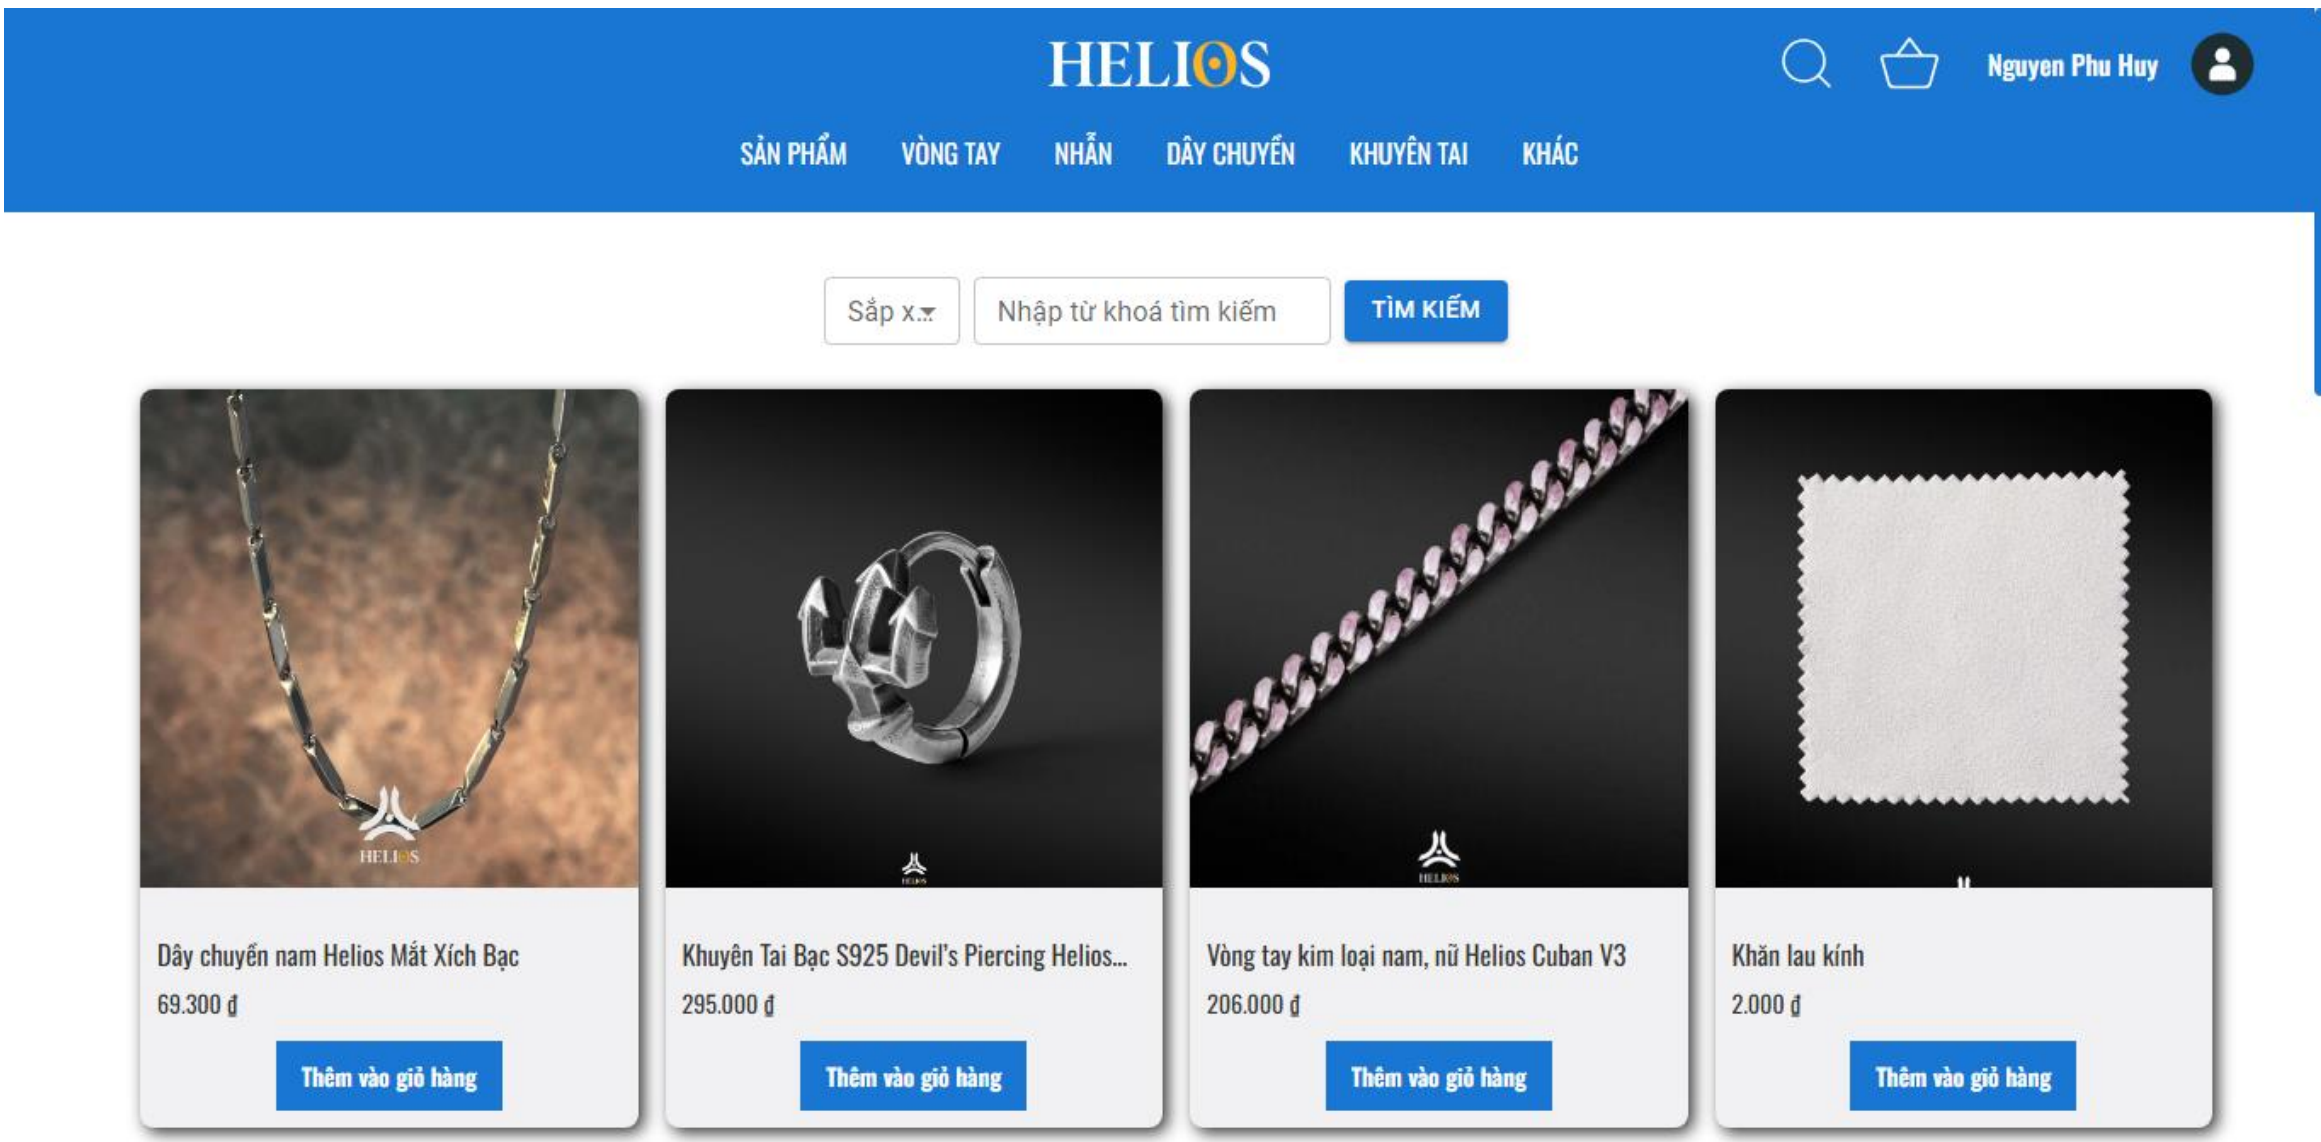 HELIOS
Nguyen Phu Huy
SẢN PHẨM VÒNG TAY NHẪN DÂY CHUYỀN KHUYÊN TAI KHÁC
Sắp x... Nhập từ khoá tìm kiếm TÌM KIẾM
HELIOS
HELIOS
HELIOS
Dây chuyền nam Helios Mắt Xích Bạc
69.300 ₫
Thêm vào giỏ hàng
Khuyên Tai Bạc S925 Devil's Piercing Helios...
295.000 ₫
Thêm vào giỏ hàng
Vòng tay kim loại nam, nữ Helios Cuban V3
206.000 ₫
Thêm vào giỏ hàng
Khăn lau kính
2.000 ₫
Thêm vào giỏ hàng